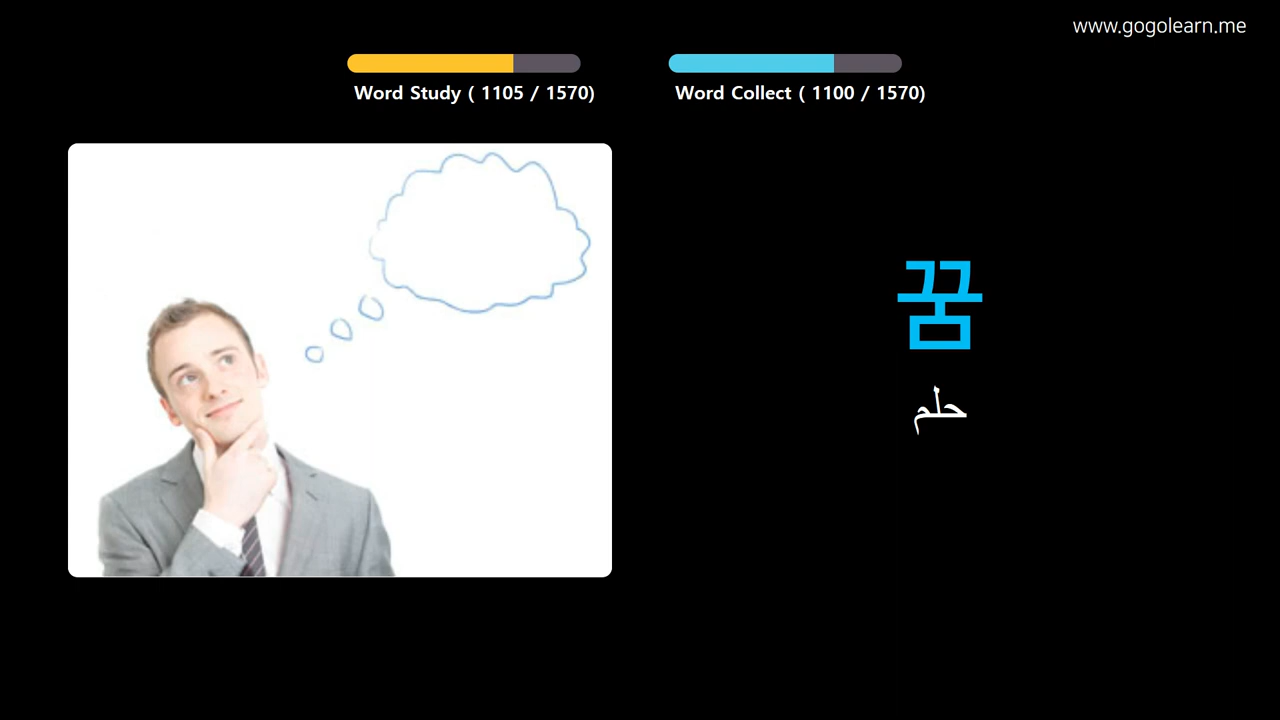 www.gogolearn.me
Word Study ( 1105 / 1570)
Word Collect ( 1100 / 1570)
꿈
حلم